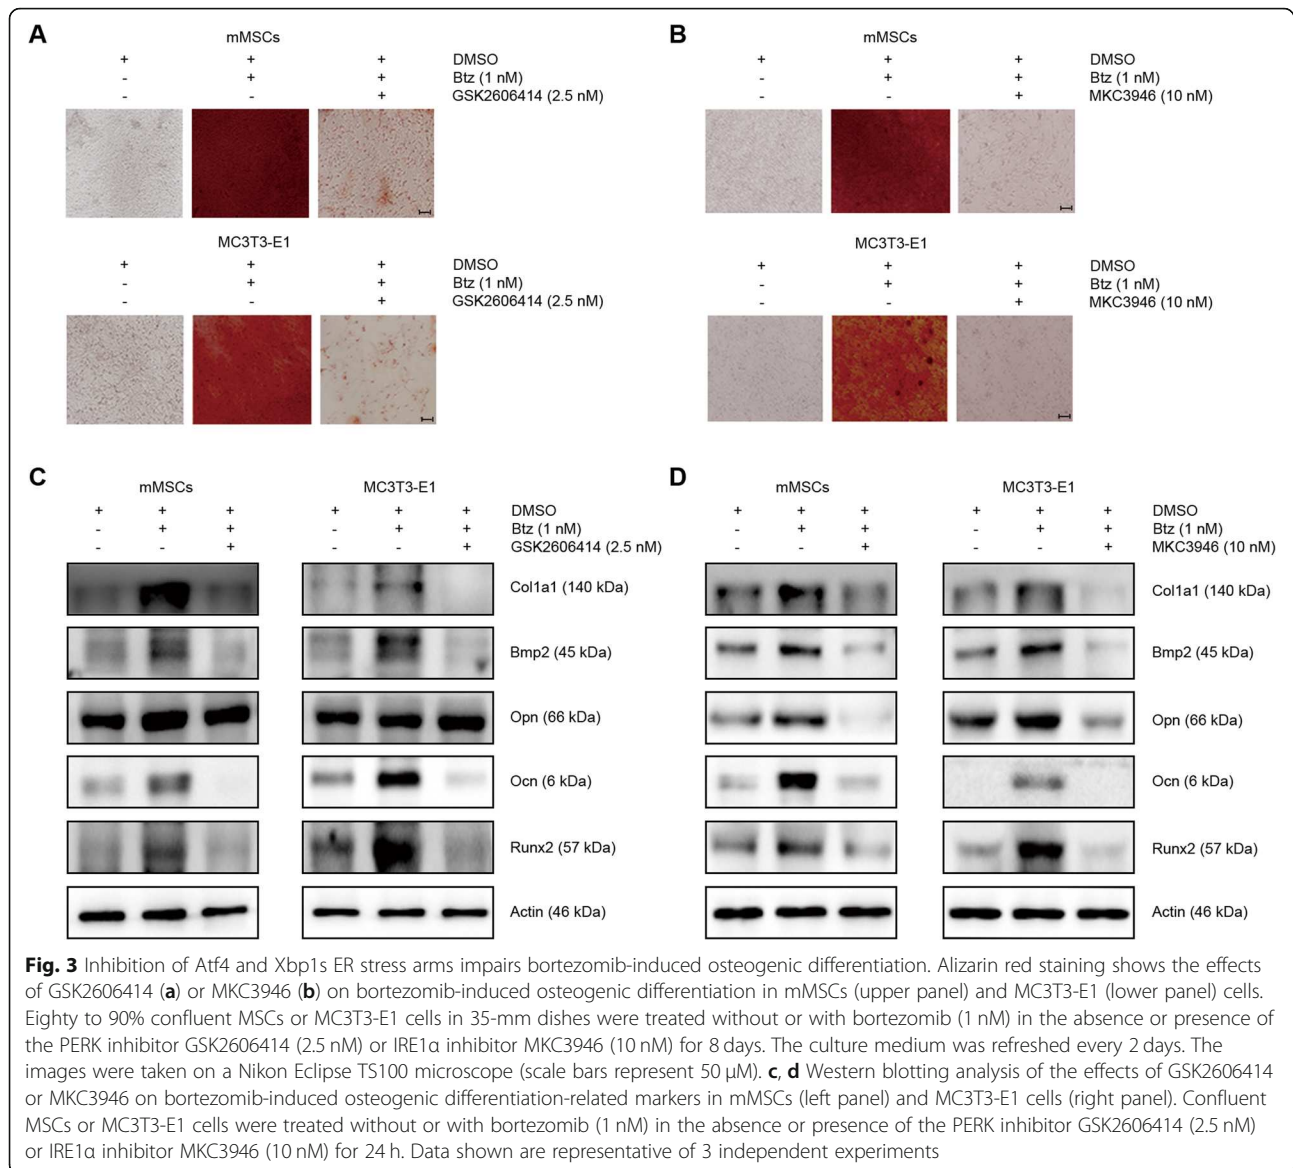 A
mMSCs
+ + + DMSO
- + + Btz (1 nM)
- - + GSK2606414 (2.5 nM)
MC3T3-E1
+ + + DMSO
- + + Btz (1 nM)
- - + GSK2606414 (2.5 nM)
B
mMSCs
+ + + DMSO
- + + Btz (1 nM)
- - + MKC3946 (10 nM)
MC3T3-E1
+ + + DMSO
- + + Btz (1 nM)
- - + MKC3946 (10 nM)
C
mMSCs MC3T3-E1
+ + + + + + DMSO
- + + - + + Btz (1 nM)
- - + - - + GSK2606414 (2.5 nM)
Col1a1 (140 kDa)
Bmp2 (45 kDa)
Opn (66 kDa)
Ocn (6 kDa)
Runx2 (57 kDa)
Actin (46 kDa)
D
mMSCs MC3T3-E1
+ + + + + + DMSO
- + + - + + Btz (1 nM)
- - + - - + MKC3946 (10 nM)
Col1a1 (140 kDa)
Bmp2 (45 kDa)
Opn (66 kDa)
Ocn (6 kDa)
Runx2 (57 kDa)
Actin (46 kDa)
Fig. 3 Inhibition of Atf4 and Xbp1s ER stress arms impairs bortezomib-induced osteogenic differentiation. Alizarin red staining shows the effects
of GSK2606414 (a) or MKC3946 (b) on bortezomib-induced osteogenic differentiation in mMSCs (upper panel) and MC3T3-E1 (lower panel) cells.
Eighty to 90% confluent MSCs or MC3T3-E1 cells in 35-mm dishes were treated without or with bortezomib (1 nM) in the absence or presence of
the PERK inhibitor GSK2606414 (2.5 nM) or IRE1α inhibitor MKC3946 (10 nM) for 8 days. The culture medium was refreshed every 2 days. The
images were taken on a Nikon Eclipse TS100 microscope (scale bars represent 50 μM). c, d Western blotting analysis of the effects of GSK2606414
or MKC3946 on bortezomib-induced osteogenic differentiation-related markers in mMSCs (left panel) and MC3T3-E1 cells (right panel). Confluent
MSCs or MC3T3-E1 cells were treated without or with bortezomib (1 nM) in the absence or presence of the PERK inhibitor GSK2606414 (2.5 nM)
or IRE1α inhibitor MKC3946 (10 nM) for 24 h. Data shown are representative of 3 independent experiments